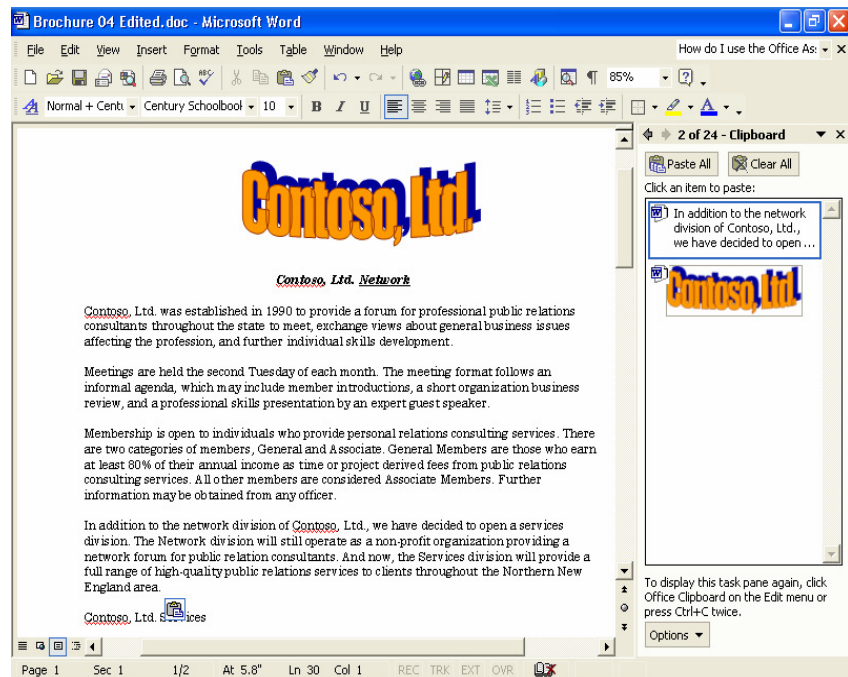 Brochure 04 Edited.doc - Microsoft Word
File Edit View Insert Format Tools Table Window Help How do I use the Office As:
85%
Normal + Centu Century Schoolbook 10 B I U A
2 of 24 - Clipboard
Paste All Clear All
Click an item to paste:
In addition to the network
division of Contoso, Ltd.,
we have decided to open ...
Contoso, Ltd.
Contoso, Ltd.
Contoso, Ltd. Network
Contoso, Ltd. was established in 1990 to provide a forum for professional public relations
consultants throughout the state to meet, exchange views about general business issues
affecting the profession, and further individual skills development.
Meetings are held the second Tuesday of each month. The meeting format follows an
informal agenda, which may include member introductions, a short organization business
review, and a professional skills presentation by an expert guest speaker.
Membership is open to individuals who provide personal relations consulting services. There
are two categories of members, General and Associate. General Members are those who earn
at least 80% of their annual income as time or project derived fees from public relations
consulting services. All other members are considered Associate Members. Further
information may be obtained from any officer.
In addition to the network division of Contoso, Ltd., we have decided to open a services
division. The Network division will still operate as a non-profit organization providing a
network forum for public relation consultants. And now, the Services division will provide a
full range of high-quality public relations services to clients throughout the Northern New
England area.
Contoso, Ltd. Services
To display this task pane again, click
Office Clipboard on the Edit menu or
press Ctrl+C twice.
Options
Page 1 Sec 1 1/2 At 5.8" Ln 30 Col 1 REC TRK EXT OVR